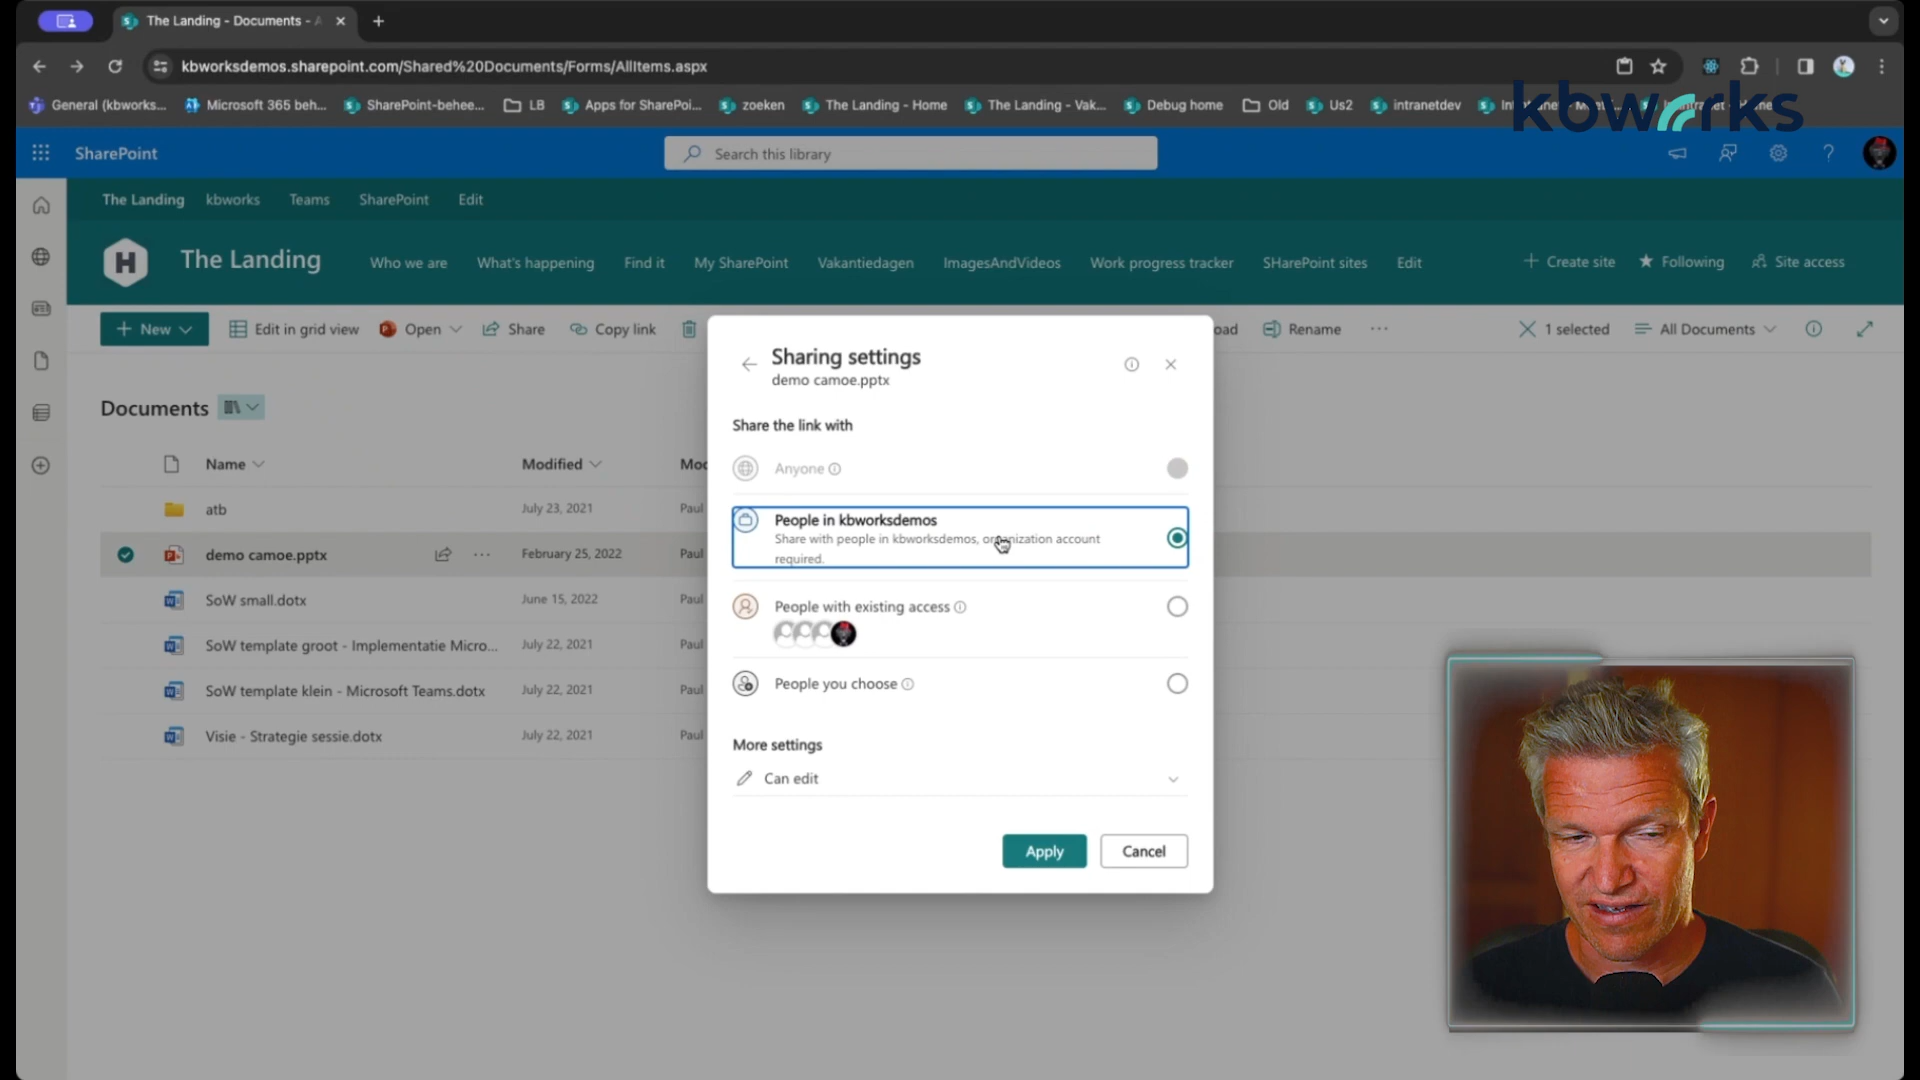 The Landing - Documents - A
kbworksdemos.sharepoint.com/Shared%20Documents/Forms/AllItems.aspx
General (kbworks... Microsoft 365 beh... SharePoint-behee... LB Apps for SharePoi... zoeken The Landing - Home The Landing - Vak... Debug home Old Us2 intranetdev
kbworks
SharePoint
Search this library
The Landing kbworks Teams SharePoint Edit
H
The Landing Who we are What's happening Find it My SharePoint Vakantiedagen ImagesAndVideos Work progress tracker SHarePoint sites Edit Create site Following Site access
New Edit in grid view Open Share Copy link oad Rename ... 1 selected All Documents
Documents
Name Modified Moc
atb July 23, 2021 Paul
demo camoe.pptx ... February 25, 2022 Paul
SoW small.dotx June 15, 2022 Paul
SoW template groot - Implementatie Micro... July 22, 2021 Paul
SoW template klein - Microsoft Teams.dotx July 22, 2021 Paul
Visie - Strategie sessie.dotx July 22, 2021 Paul
Sharing settings
demo camoe.pptx
Share the link with
Anyone
People in kbworksdemos
Share with people in kbworksdemos, organization account
required.
People with existing access
People you choose
More settings
Can edit
Apply Cancel